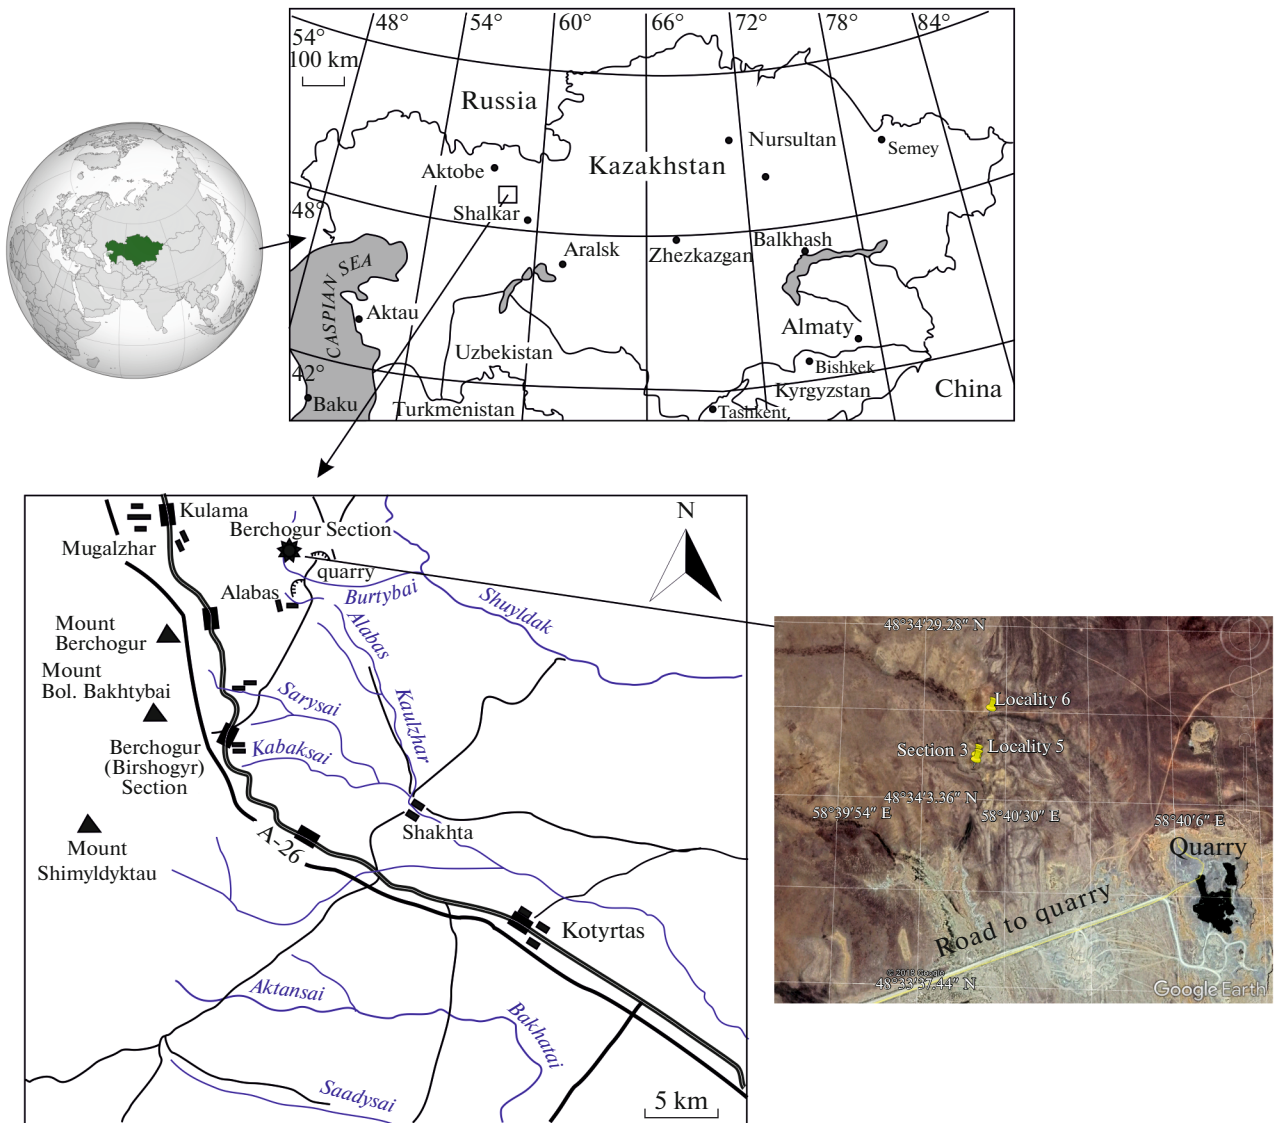 48°
54°
60°
66°
72°
78°
84°
54°
100 km
Russia
Kazakhstan
Nursultan
Semey
Aktobe
48°
Shalkar
Aralsk
Zhezkazgan
Balkhash
CASPIAN SEA
Aktau
Almaty
Uzbekistan
Bishkek
42°
Kyrgyzstan
China
Baku
Turkmenistan
Tashkent
Kulama
Berchogur Section
N
Mugalzhar
quarry
Alabas
Burtybai
Shuyldak
Mount
Berchogur
Alabas
Mount
Bol. Bakhtybai
Sarysai
Kaulzhar
Berchogur
(Birshogyr)
Section
Kabaksai
A-26
Shakhta
Mount
Shimyldyktau
Kotyrtas
Aktansai
Bakhatai
Saadysai
5 km
48°34′29.28″ N
Locality 6
Section 3
Locality 5
48°34′3.36″ N
58°39′54″ E
58°40′30″ E
58°40′6″ E
Quarry
Road to quarry
© 2018 Google
48°33′37.44″ N
Google Earth